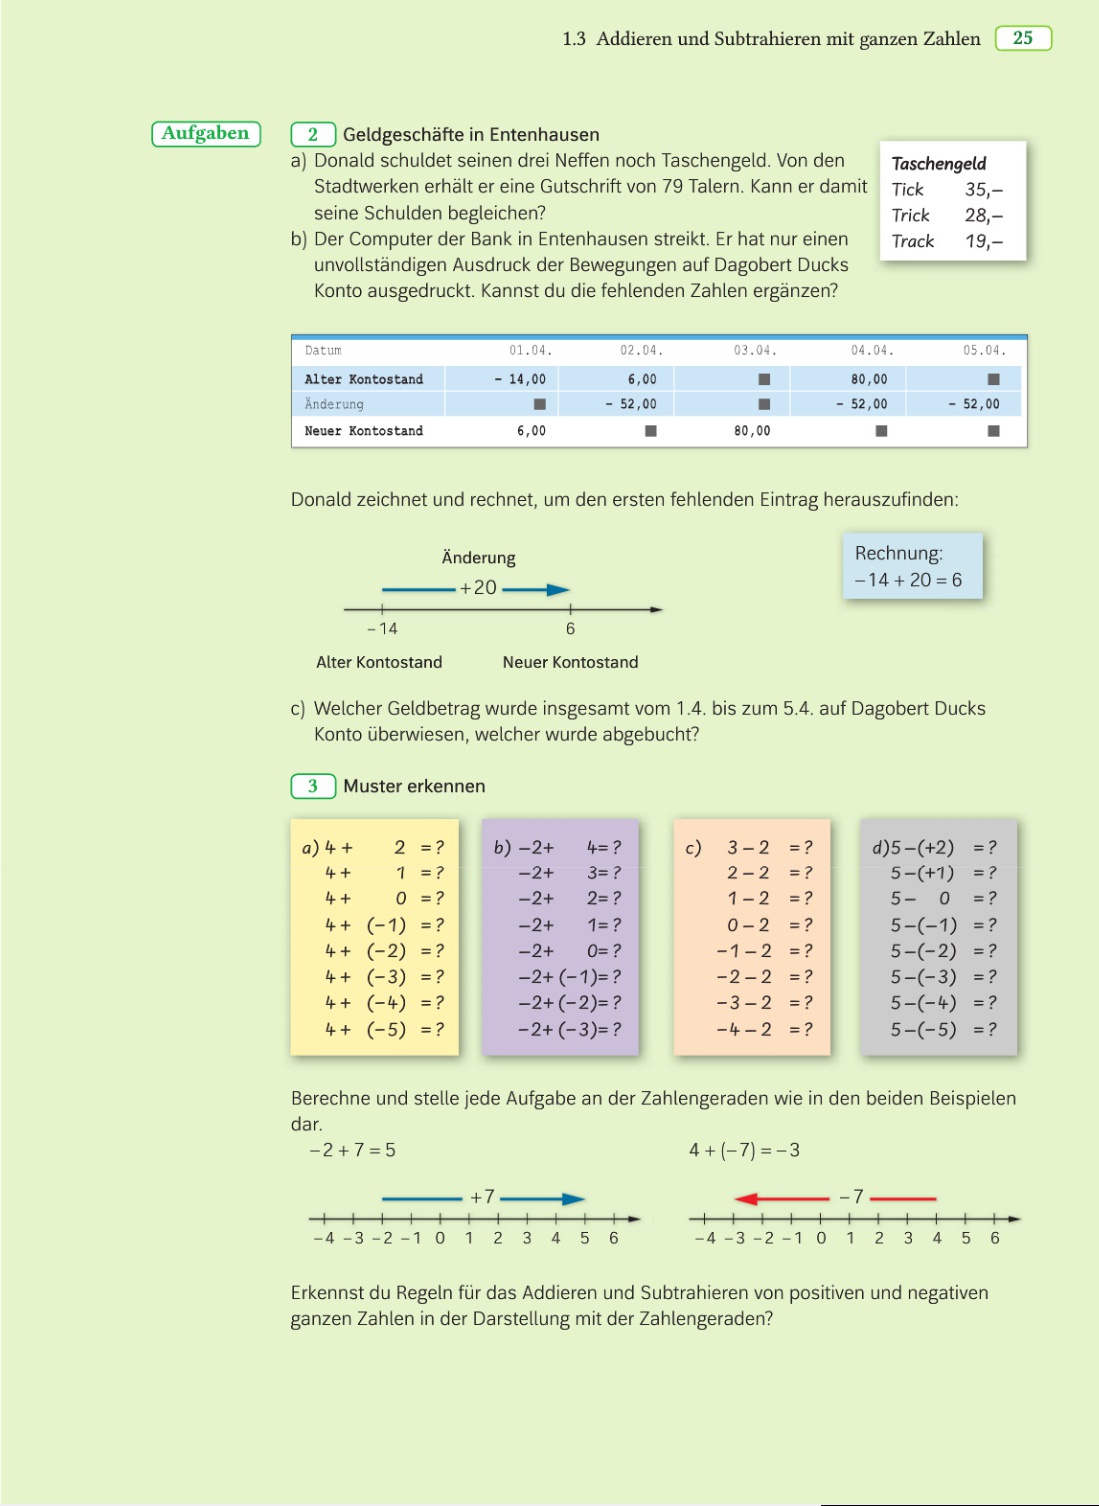 1.3 Addieren und Subtrahieren mit ganzen Zahlen 25
Aufgaben
2 Geldgeschäfte in Entenhausen
a) Donald schuldet seinen drei Neffen noch Taschengeld. Von den
Stadtwerken erhält er eine Gutschrift von 79 Talern. Kann er damit
seine Schulden begleichen?
Taschengeld
Tick 35,–
Trick 28,–
Track 19,–
b) Der Computer der Bank in Entenhausen streikt. Er hat nur einen
unvollständigen Ausdruck der Bewegungen auf Dagobert Ducks
Konto ausgedruckt. Kannst du die fehlenden Zahlen ergänzen?
Datum 01.04. 02.04. 03.04. 04.04. 05.04.
Alter Kontostand – 14,00 6,00 ■ 80,00 ■
Änderung ■ – 52,00 ■ – 52,00 – 52,00
Neuer Kontostand 6,00 ■ 80,00 ■ ■
Donald zeichnet und rechnet, um den ersten fehlenden Eintrag herauszufinden:
Änderung
+20
–14 6
Alter Kontostand Neuer Kontostand
Rechnung:
–14 + 20 = 6
c) Welcher Geldbetrag wurde insgesamt vom 1.4. bis zum 5.4. auf Dagobert Ducks
Konto überwiesen, welcher wurde abgebucht?
3 Muster erkennen
a) 4 + 2 = ?
4 + 1 = ?
4 + 0 = ?
4 + (–1) = ?
4 + (–2) = ?
4 + (–3) = ?
4 + (–4) = ?
4 + (–5) = ?
b) –2+ 4= ?
–2+ 3= ?
–2+ 2= ?
–2+ 1= ?
–2+ 0= ?
–2+ (–1)= ?
–2+ (–2)= ?
–2+ (–3)= ?
c) 3 – 2 = ?
2 – 2 = ?
1 – 2 = ?
0 – 2 = ?
–1 – 2 = ?
–2 – 2 = ?
–3 – 2 = ?
–4 – 2 = ?
d) 5 –(+2) = ?
5 –(+1) = ?
5 – 0 = ?
5 –(–1) = ?
5 –(–2) = ?
5 –(–3) = ?
5 –(–4) = ?
5 –(–5) = ?
Berechne und stelle jede Aufgabe an der Zahlengeraden wie in den beiden Beispielen
dar.
–2 + 7 = 5
+7
–4 –3 –2 –1 0 1 2 3 4 5 6
4 + (–7) = –3
–7
–4 –3 –2 –1 0 1 2 3 4 5 6
Erkennst du Regeln für das Addieren und Subtrahieren von positiven und negativen
ganzen Zahlen in der Darstellung mit der Zahlengeraden?